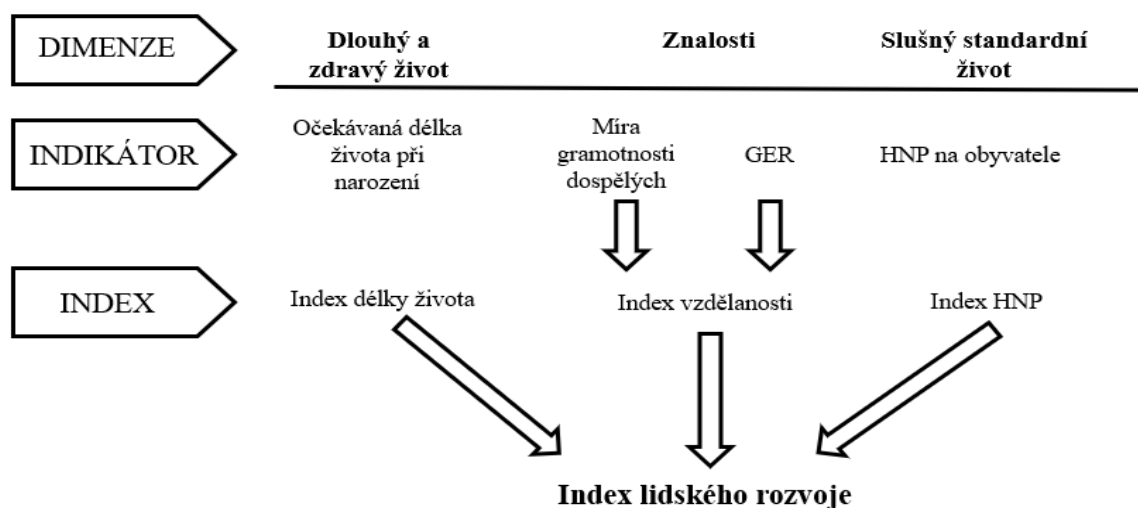 DIMENZE
Dlouhý a
zdravý život
Znalosti
Slušný standardní
život
INDIKÁTOR
Očekávaná délka
života při
narození
Míra
gramotnosti
dospělých
GER
HNP na obyvatele
INDEX
Index délky života
Index vzdělanosti
Index HNP
Index lidského rozvoje